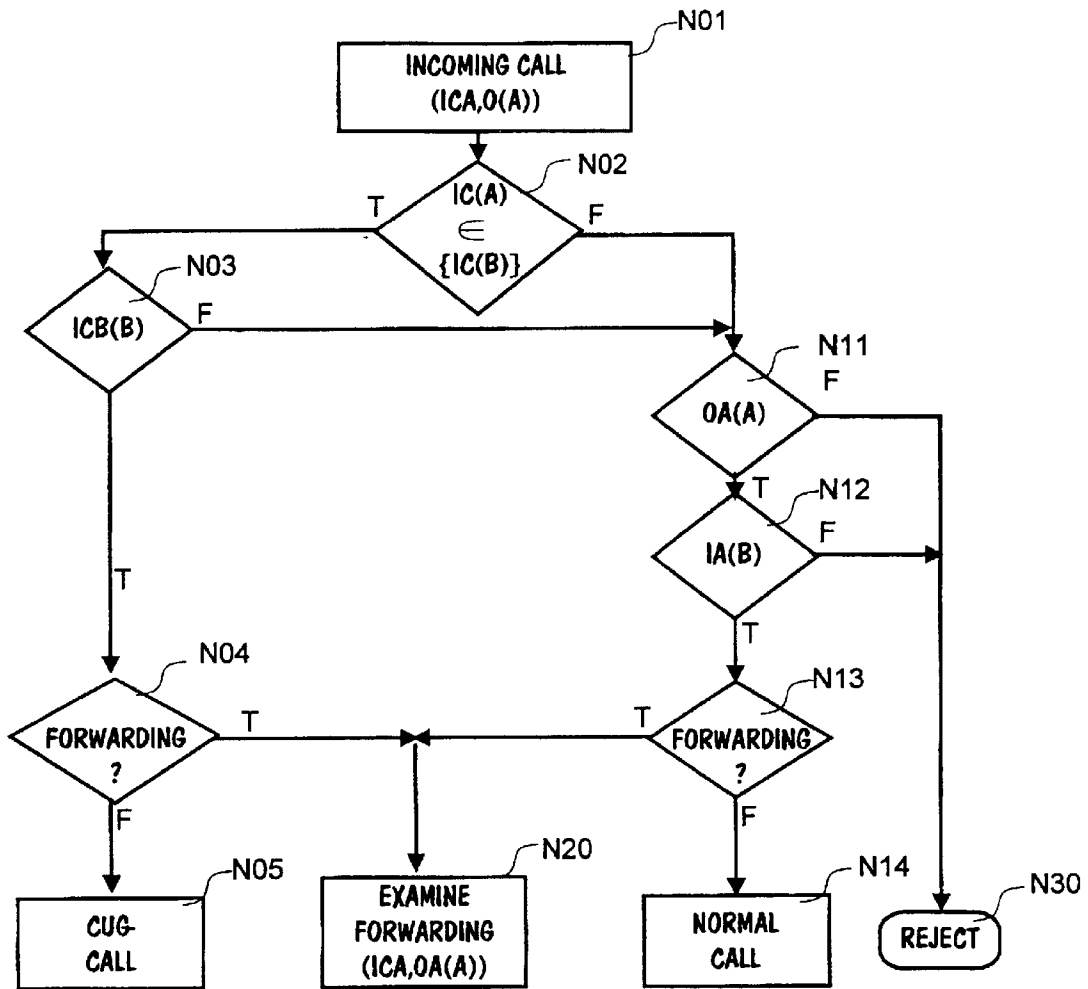 N01
INCOMING CALL
(ICA,O(A))
N02
IC(A)
∈
{IC(B)}
T
F
N03
ICB(B)
F
N11
OA(A)
F
T
N12
IA(B)
F
T
T
N04
FORWARDING
?
T
F
N13
FORWARDING
?
T
F
N05
CUG-
CALL
N20
EXAMINE
FORWARDING
(ICA,OA(A))
N14
NORMAL
CALL
N30
REJECT